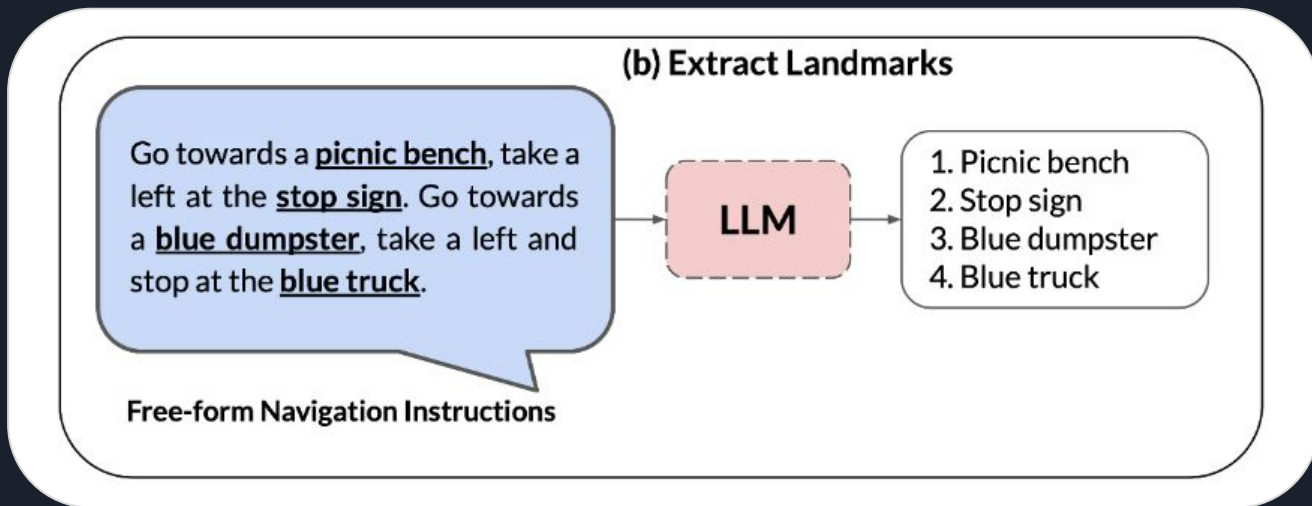 (b) Extract Landmarks
Go towards a picnic bench, take a
left at the stop sign. Go towards
a blue dumpster, take a left and
stop at the blue truck.
LLM
1. Picnic bench
2. Stop sign
3. Blue dumpster
4. Blue truck
Free-form Navigation Instructions